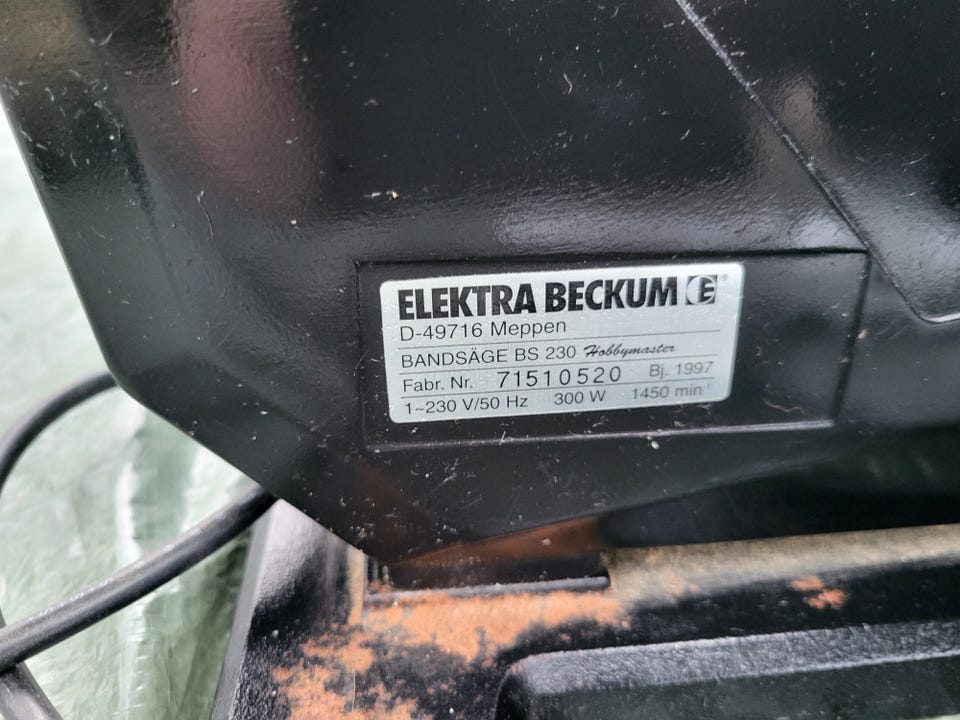 ELEKTRA BECKUM E ®
D-49716 Meppen
BANDSÄGE BS 230 Hobbymaster
Fabr. Nr. 71510520 Bj. 1997
1~230 V/50 Hz 300 W 1450 min⁻¹